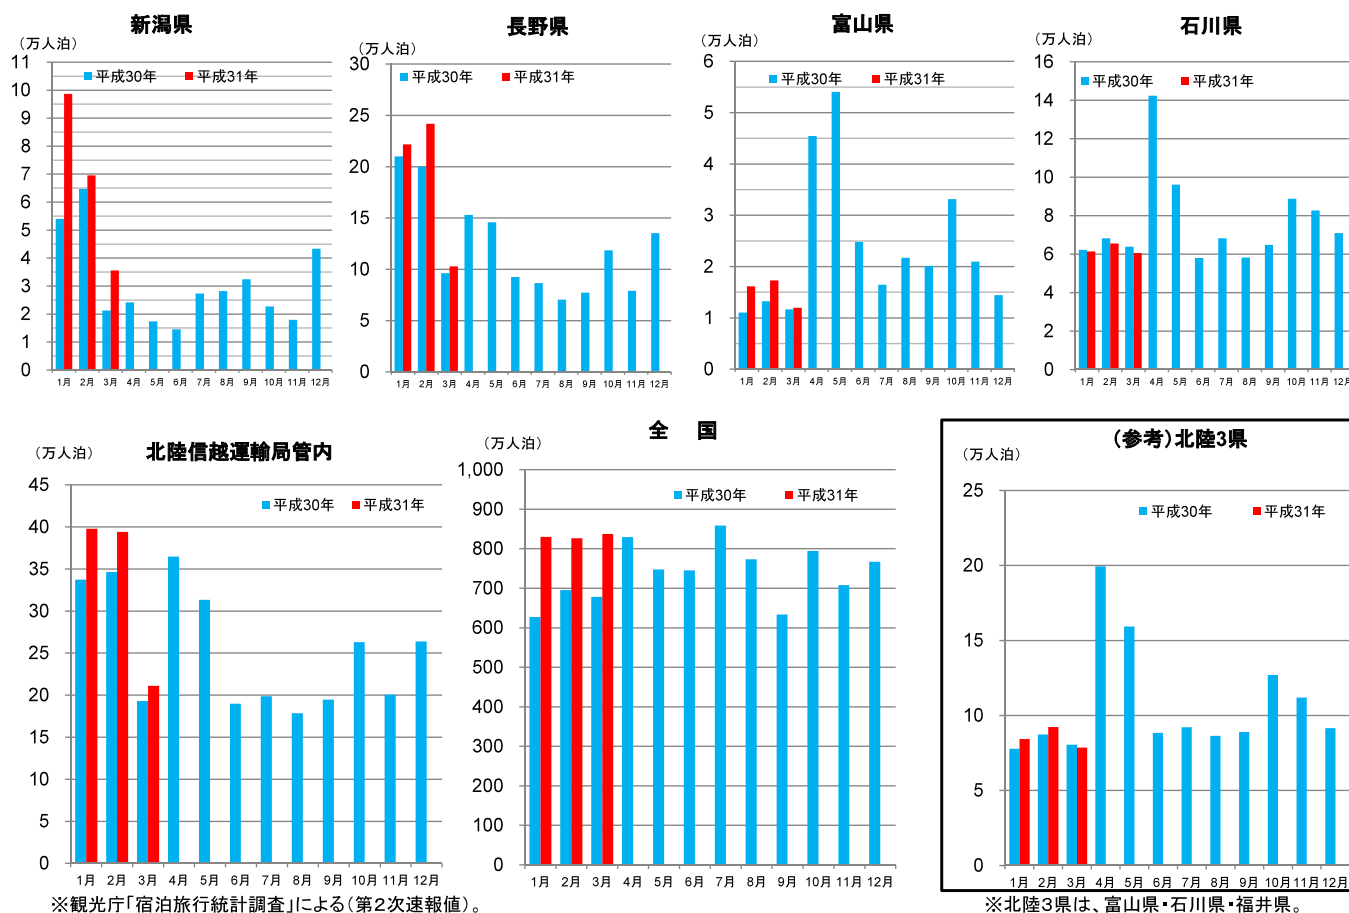 新潟県
（万人泊）
平成30年 平成31年
11
10
9
8
7
6
5
4
3
2
1
0
1月 2月 3月 4月 5月 6月 7月 8月 9月 10月 11月 12月
長野県
（万人泊）
平成30年 平成31年
30
25
20
15
10
5
0
1月 2月 3月 4月 5月 6月 7月 8月 9月 10月 11月 12月
富山県
（万人泊）
平成30年 平成31年
6
5
4
3
2
1
0
1月 2月 3月 4月 5月 6月 7月 8月 9月 10月 11月 12月
石川県
（万人泊）
平成30年 平成31年
16
14
12
10
8
6
4
2
0
1月 2月 3月 4月 5月 6月 7月 8月 9月 10月 11月 12月
北陸信越運輸局管内
（万人泊）
平成30年 平成31年
45
40
35
30
25
20
15
10
5
0
1月 2月 3月 4月 5月 6月 7月 8月 9月 10月 11月 12月
全 国
（万人泊）
平成30年 平成31年
1,000
900
800
700
600
500
400
300
200
100
0
1月 2月 3月 4月 5月 6月 7月 8月 9月 10月 11月 12月
（参考）北陸3県
（万人泊）
平成30年 平成31年
25
20
15
10
5
0
1月 2月 3月 4月 5月 6月 7月 8月 9月 10月 11月 12月
※観光庁「宿泊旅行統計調査」による（第２次速報値）。
※北陸３県は、富山県・石川県・福井県。